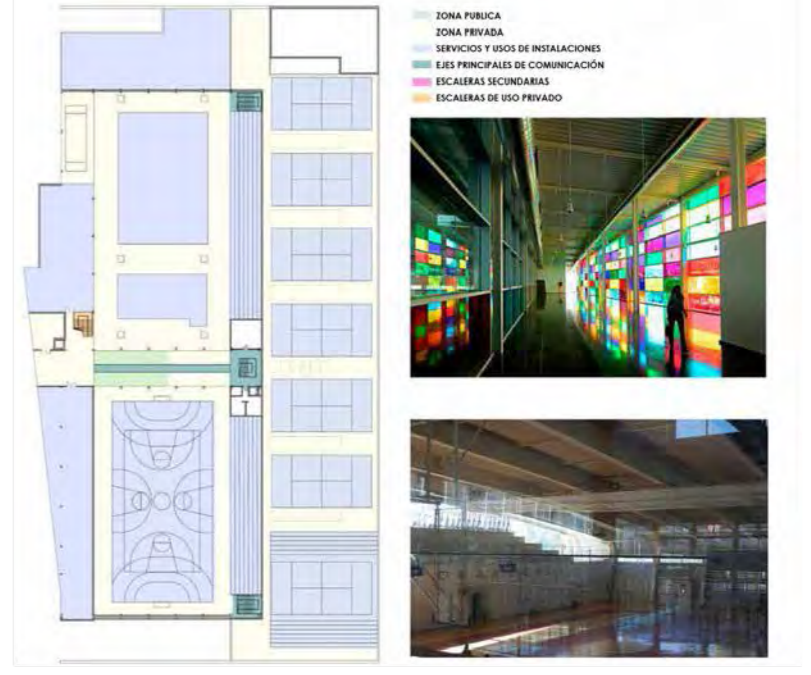 ZONA PUBLICA
ZONA PRIVADA
SERVICIOS Y USOS DE INSTALACIONES
EJES PRINCIPALES DE COMUNICACIÓN
ESCALERAS SECUNDARIAS
ESCALERAS DE USO PRIVADO